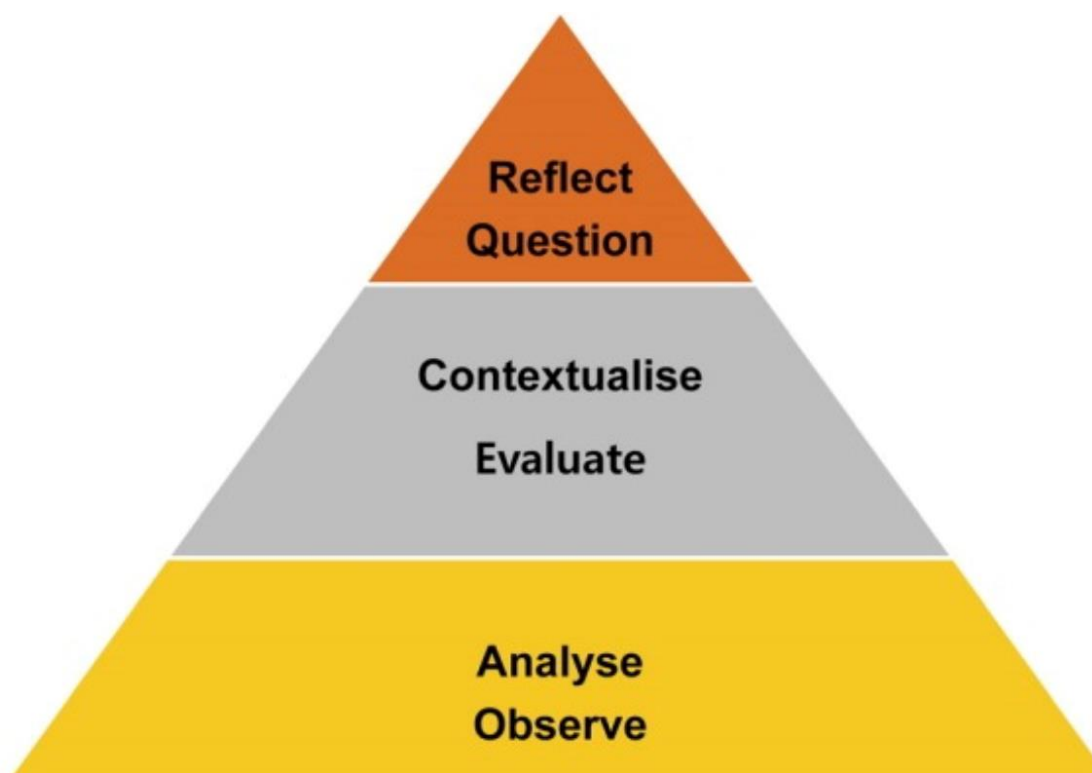 Reflect
Question
Contextualise
Evaluate
Analyse
Observe